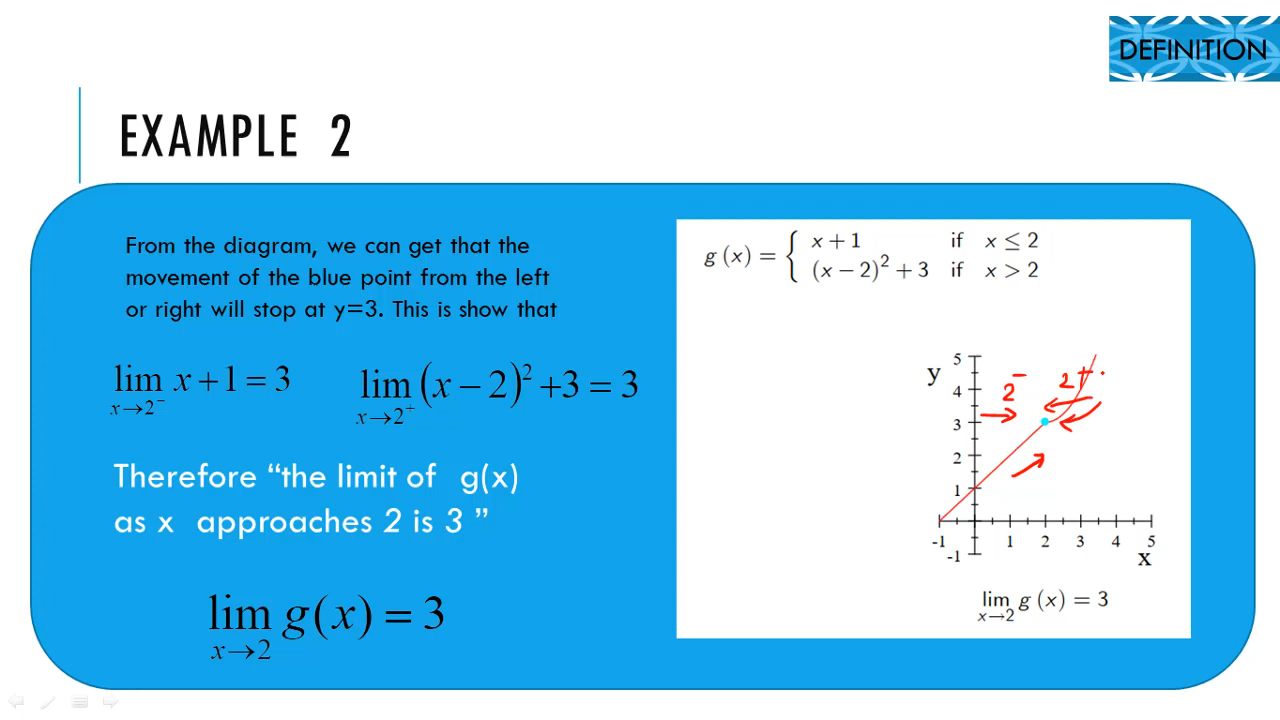 DEFINITION
EXAMPLE 2
From the diagram, we can get that the
movement of the blue point from the left
or right will stop at y=3. This is show that
lim x→2⁻ x + 1 = 3
lim x→2⁺ (x − 2)² + 3 = 3
Therefore “the limit of g(x)
as x approaches 2 is 3 ”
lim x→2 g(x) = 3
g (x) = { x + 1 if x ≤ 2
(x − 2)² + 3 if x > 2
y
5
4
3
2
1
-1
-1 1 2 3 4 5
x
2⁻
2⁺
lim x→2 g (x) = 3